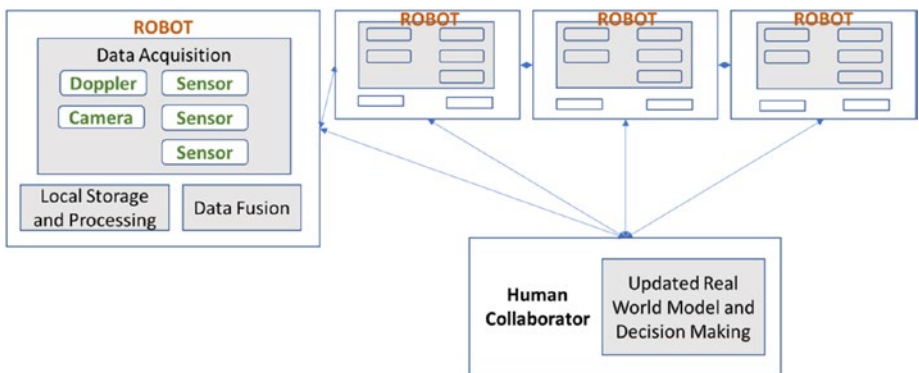 ROBOT
Data Acquisition
Doppler
Sensor
Camera
Sensor
Sensor
Local Storage
and Processing
Data Fusion
ROBOT
ROBOT
ROBOT
Human
Collaborator
Updated Real
World Model and
Decision Making